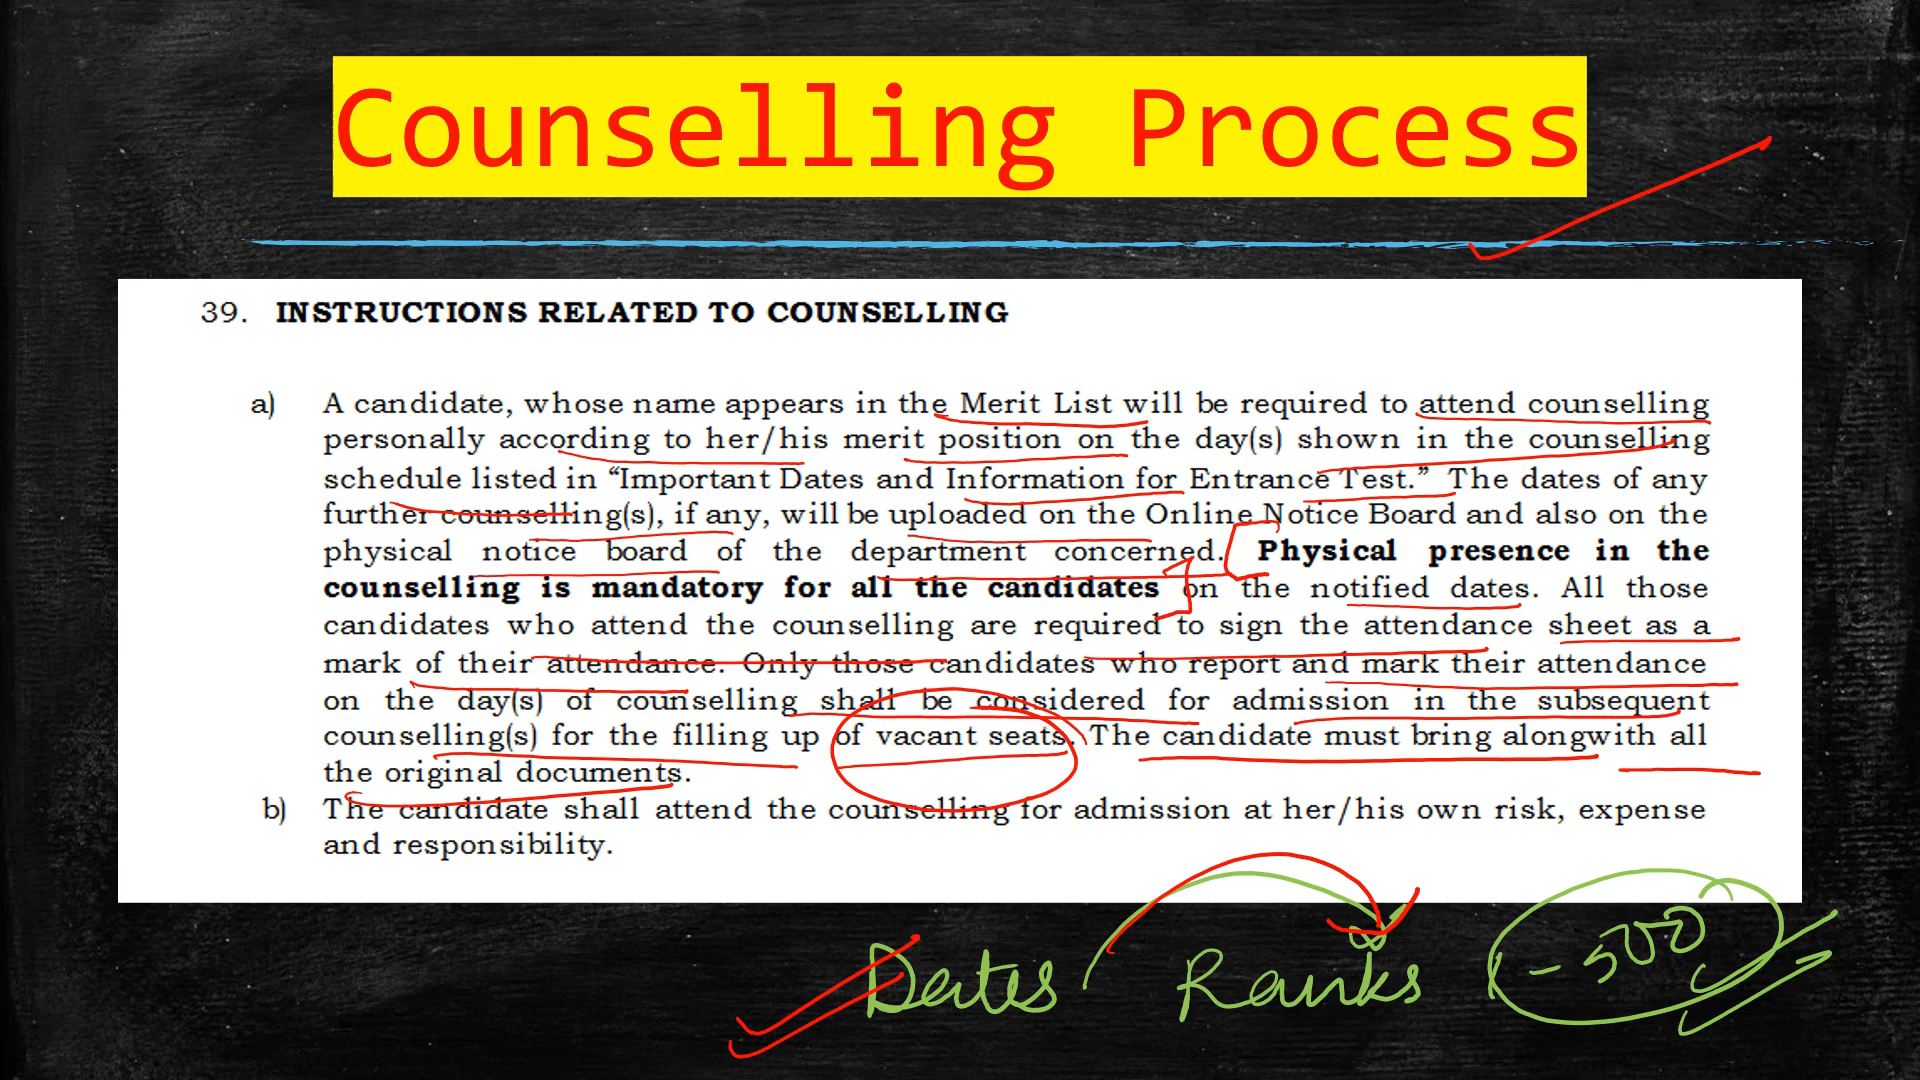 Counselling Process
39. INSTRUCTIONS RELATED TO COUNSELLING
a) A candidate, whose name appears in the Merit List will be required to attend counselling
personally according to her/his merit position on the day(s) shown in the counselling
schedule listed in “Important Dates and Information for Entrance Test.” The dates of any
further counselling(s), if any, will be uploaded on the Online Notice Board and also on the
physical notice board of the department concerned. Physical presence in the
counselling is mandatory for all the candidates on the notified dates. All those
candidates who attend the counselling are required to sign the attendance sheet as a
mark of their attendance. Only those candidates who report and mark their attendance
on the day(s) of counselling shall be considered for admission in the subsequent
counselling(s) for the filling up of vacant seats. The candidate must bring alongwith all
the original documents.
b) The candidate shall attend the counselling for admission at her/his own risk, expense
and responsibility.
Dates Ranks 1 - 500